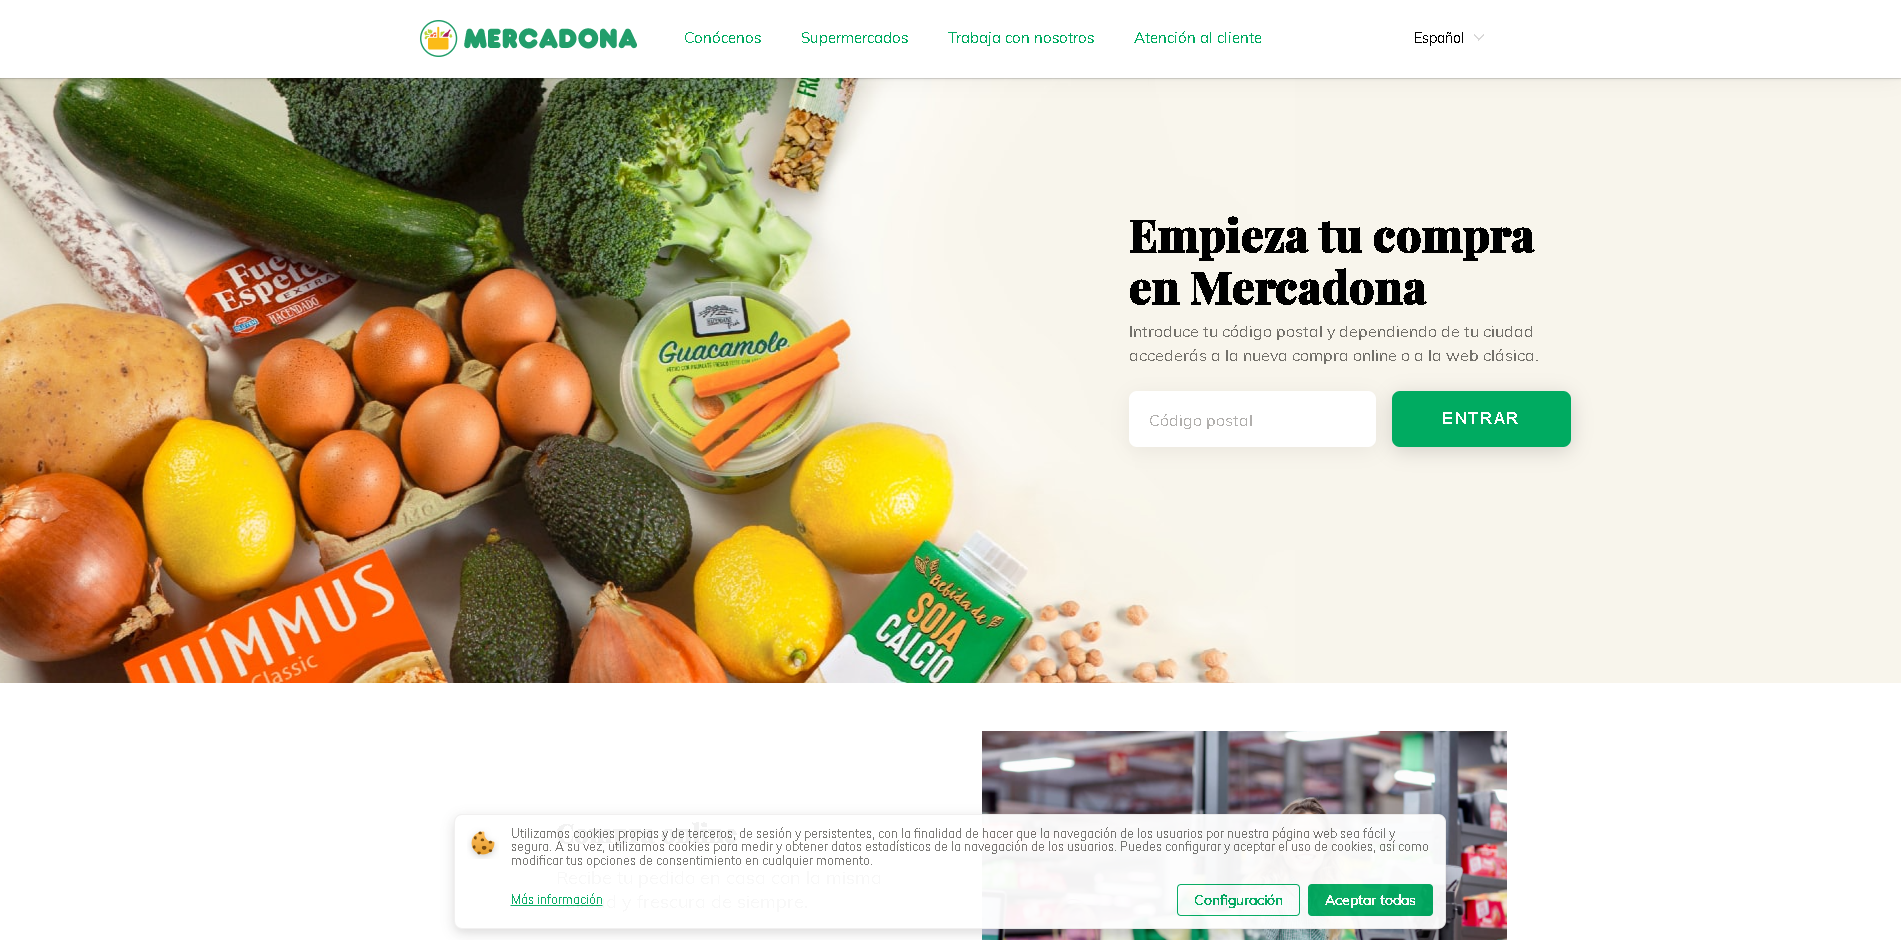 MERCADONA
Conócenos
Supermercados
Trabaja con nosotros
Atención al cliente
Español
Fuet
Espetec
EXTRA
HACENDADO
Guacamole
HUMMUS
Classic
Bebida de
SOJA
CALCIO
Empieza tu compra
en Mercadona
Introduce tu código postal y dependiendo de tu ciudad
accederás a la nueva compra online o a la web clásica.
Código postal
ENTRAR
Utilizamos cookies propias y de terceros, de sesión y persistentes, con la finalidad de hacer que la navegación de los usuarios por nuestra página web sea fácil y
segura. A su vez, utilizamos cookies para medir y obtener datos estadísticos de la navegación de los usuarios. Puedes configurar y aceptar el uso de cookies, así como
modificar tus opciones de consentimiento en cualquier momento.
Recibe tu pedido en casa con la misma
y frescura de siempre.
Más información
Configuración
Aceptar todas